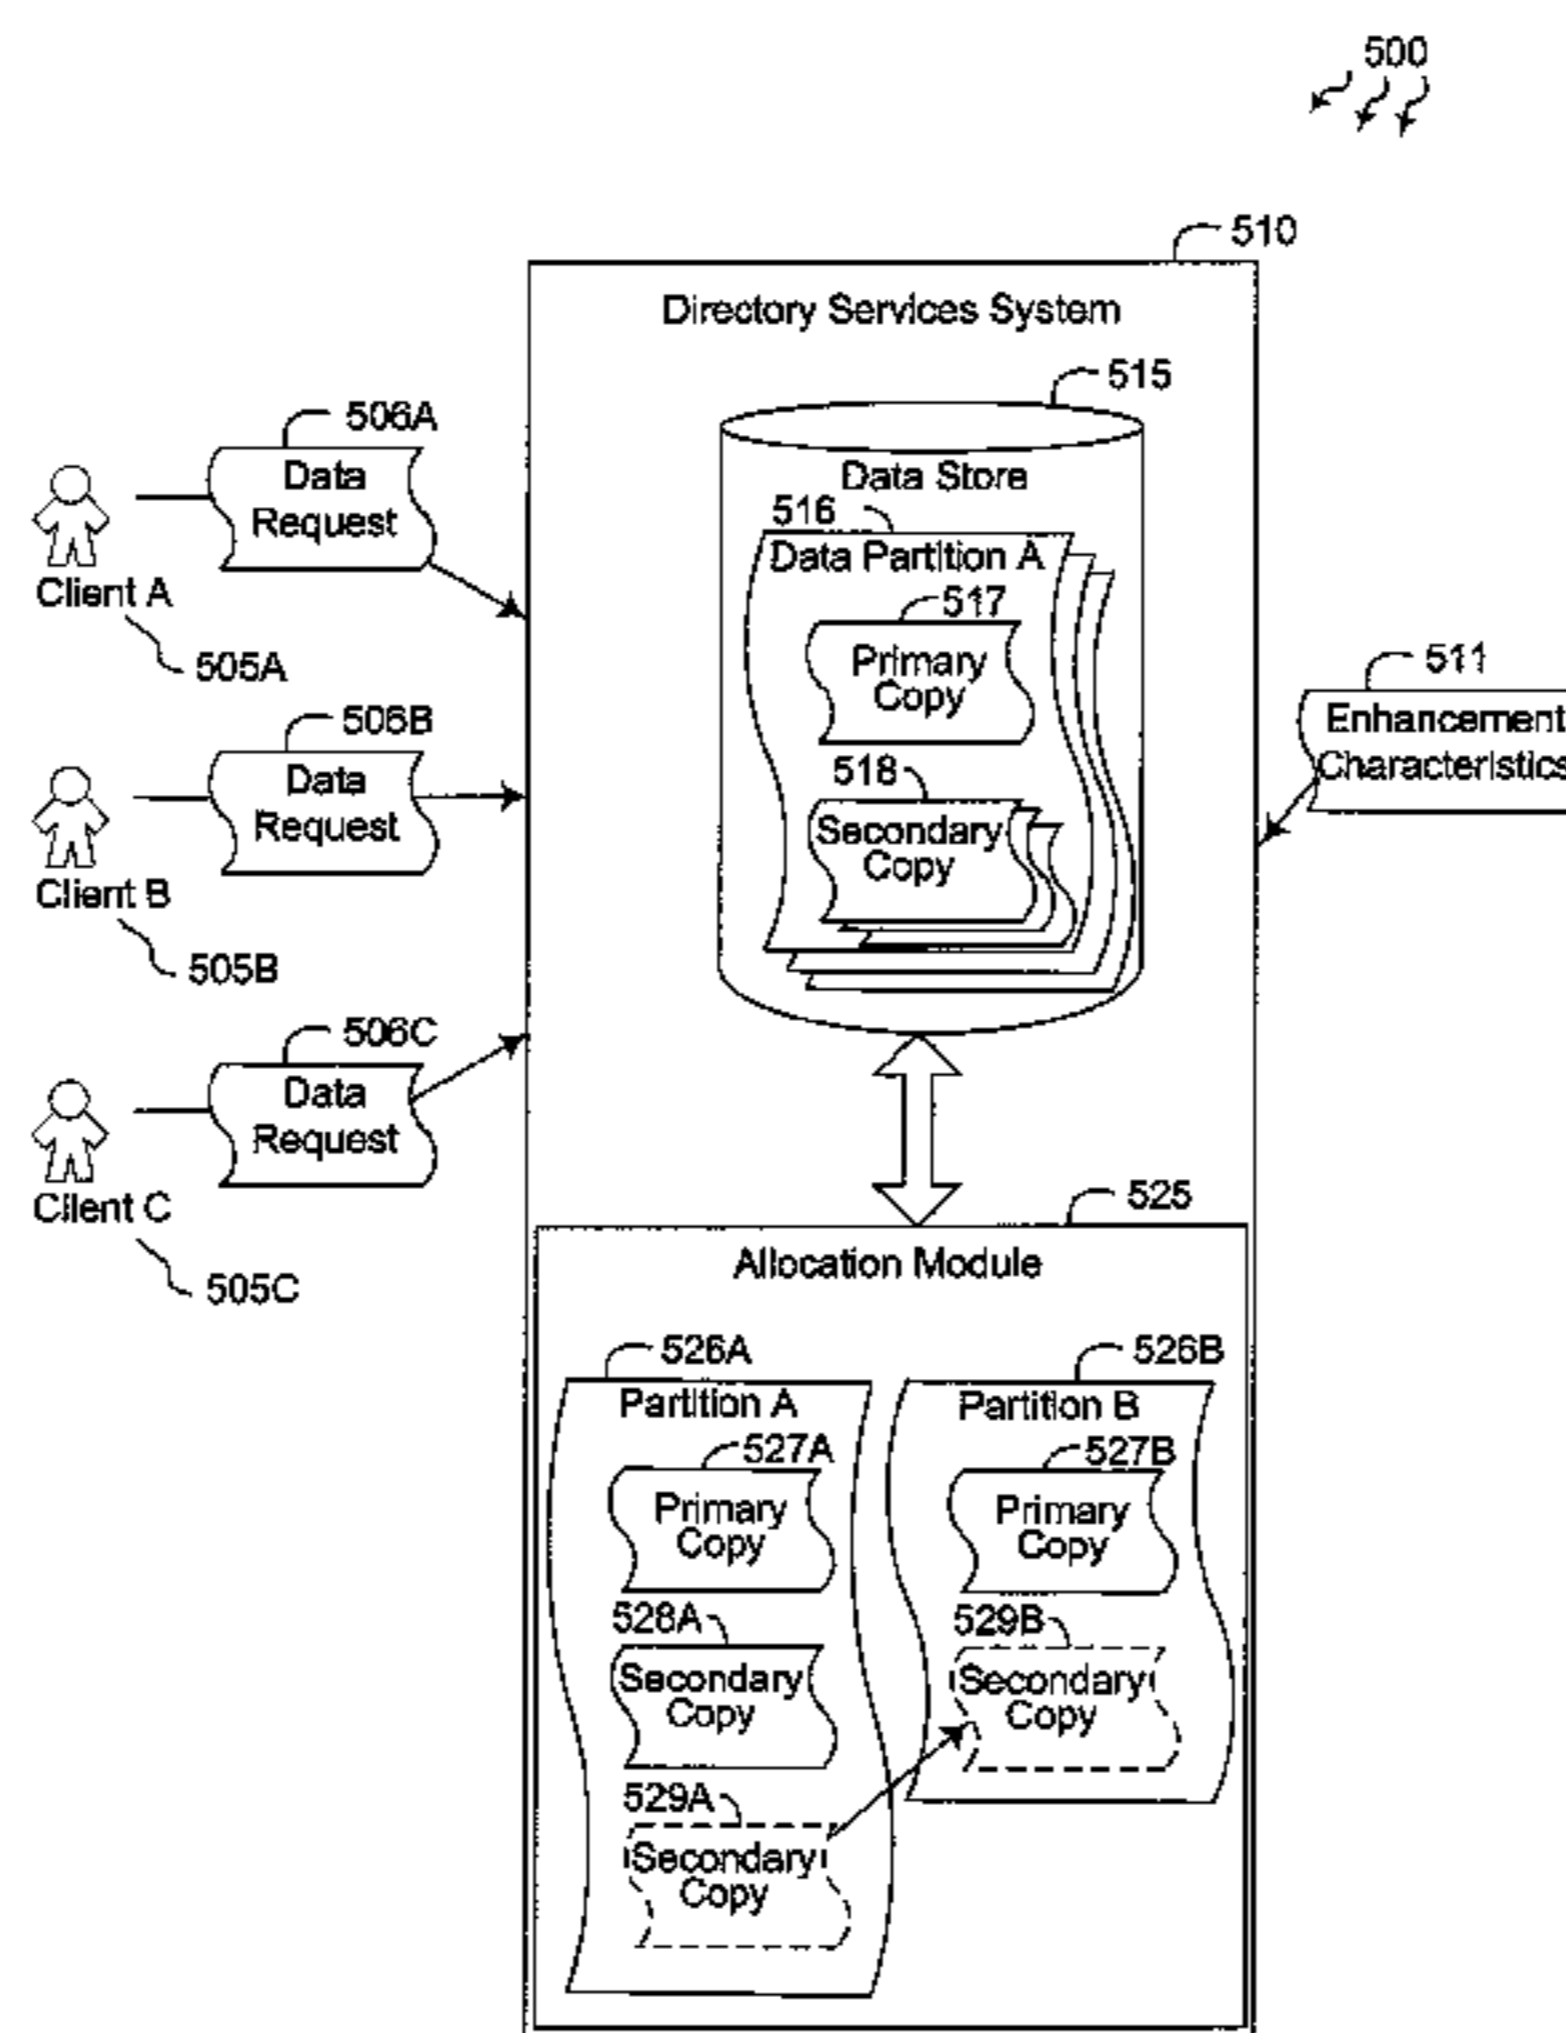 500
510
Directory Services System
515
Data Store
516
Data Partition A
517
Primary
Copy
518
Secondary
Copy
506A
Data
Request
Client A
505A
506B
Data
Request
Client B
505B
506C
Data
Request
Client C
505C
511
Enhancement
Characteristics
525
Allocation Module
526A
Partition A
527A
Primary
Copy
528A
Secondary
Copy
529A
Secondary
Copy
526B
Partition B
527B
Primary
Copy
529B
Secondary
Copy